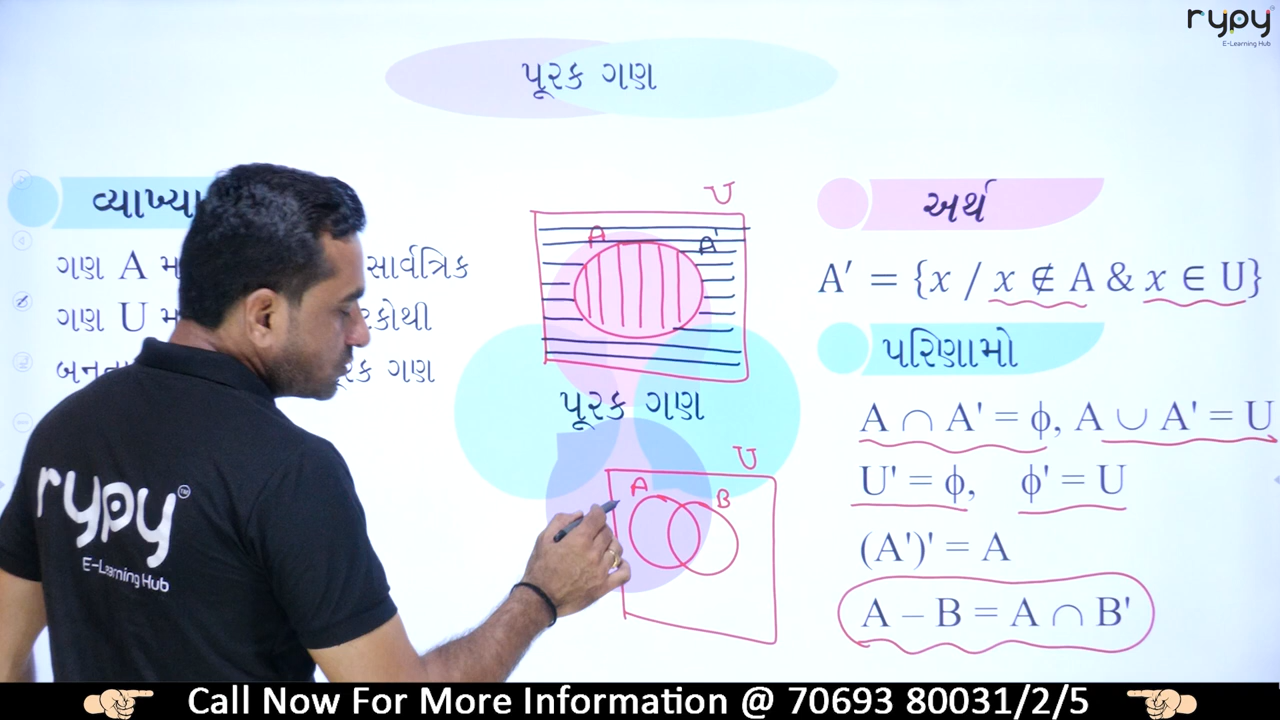 rypy
E-Learning Hub
પૂરક ગણ
વ્યાખ્યા
ગણ A
સાર્વત્રિક
ગણ U
ગણ
U
A
A'
પૂરક ગણ
U
A
B
અર્થ
A′ = {x / x ∉ A & x ∈ U}
પરિણામો
A ∩ A' = ϕ, A ∪ A' = U
U' = ϕ, ϕ' = U
(A')' = A
A – B = A ∩ B'
rypy™
E-Learning Hub
Call Now For More Information @ 70693 80031/2/5